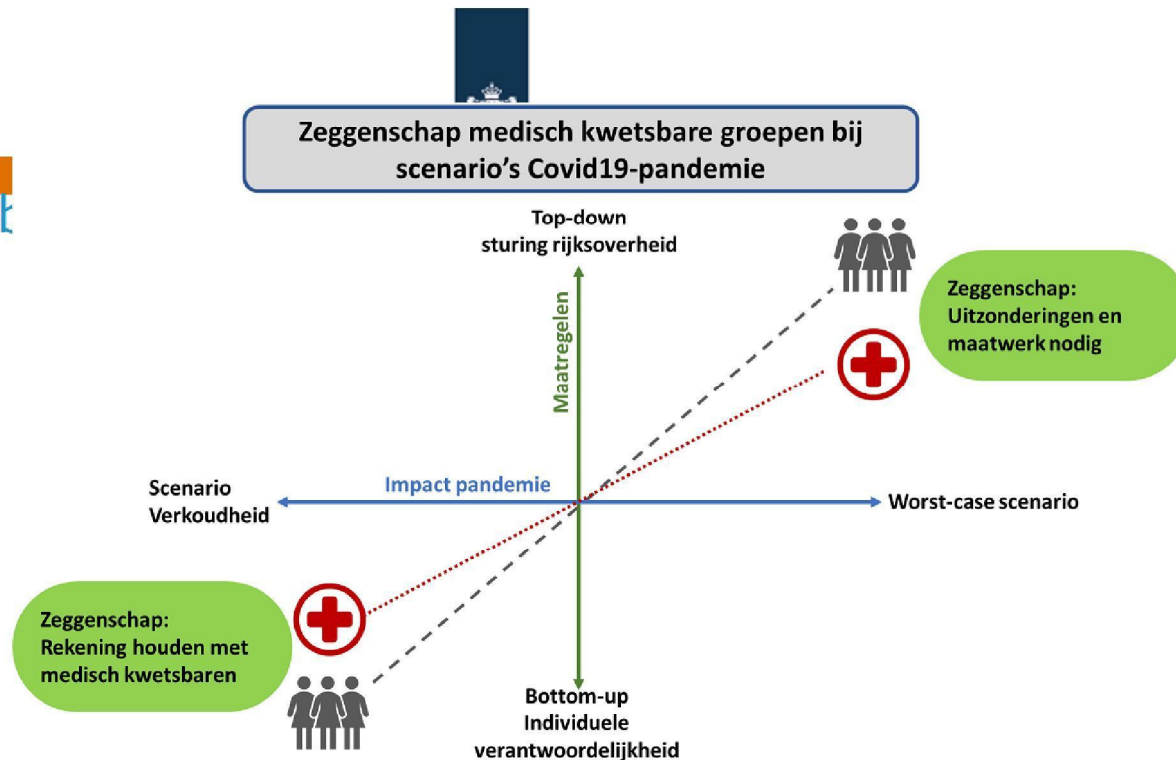 Zeggenschap medisch kwetsbare groepen bij
scenario's Covid19-pandemie
Top-down
sturing rijksoverheid
Zeggenschap:
Uitzonderingen en
maatwerk nodig
Maatregelen
Scenario
Verkoudheid
Impact pandemie
Worst-case scenario
Zeggenschap:
Rekening houden met
medisch kwetsbaren
Bottom-up
Individuele
verantwoordelijkheid